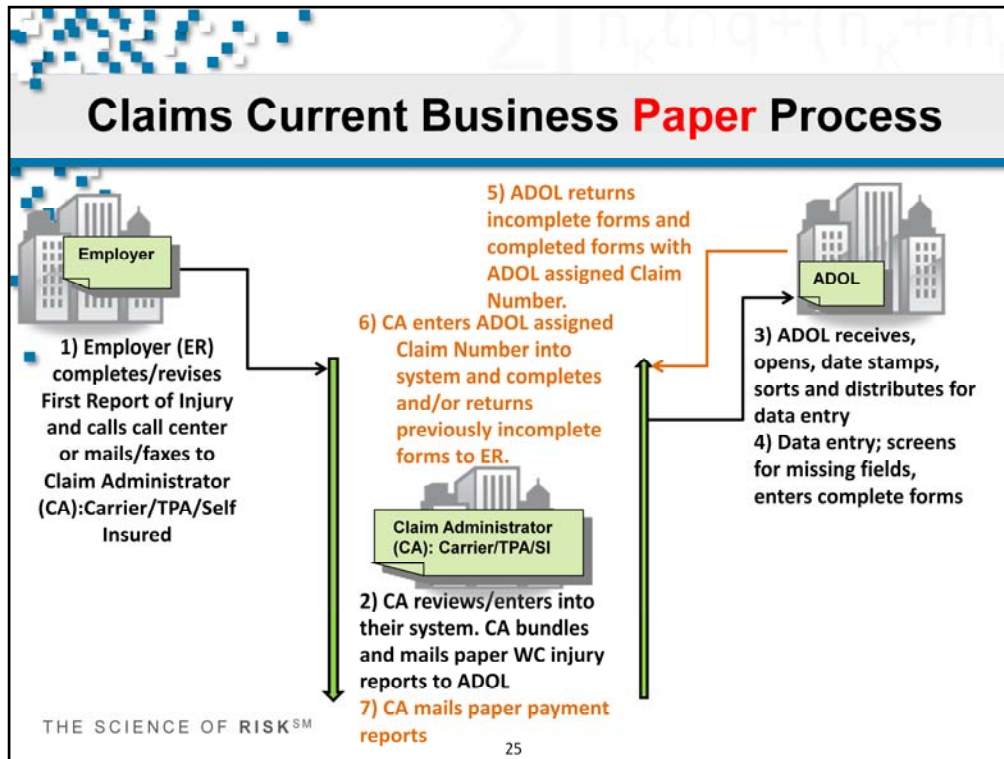 Claims Current Business Paper Process
Employer
1) Employer (ER)
completes/revises
First Report of Injury
and calls call center
or mails/faxes to
Claim Administrator
(CA):Carrier/TPA/Self
Insured
5) ADOL returns
incomplete forms and
completed forms with
ADOL assigned Claim
Number.
6) CA enters ADOL assigned
Claim Number into
system and completes
and/or returns
previously incomplete
forms to ER.
Claim Administrator
(CA): Carrier/TPA/SI
2) CA reviews/enters into
their system. CA bundles
and mails paper WC injury
reports to ADOL
7) CA mails paper payment
reports
ADOL
3) ADOL receives,
opens, date stamps,
sorts and distributes for
data entry
4) Data entry; screens
for missing fields,
enters complete forms
THE SCIENCE OF RISK℠
25